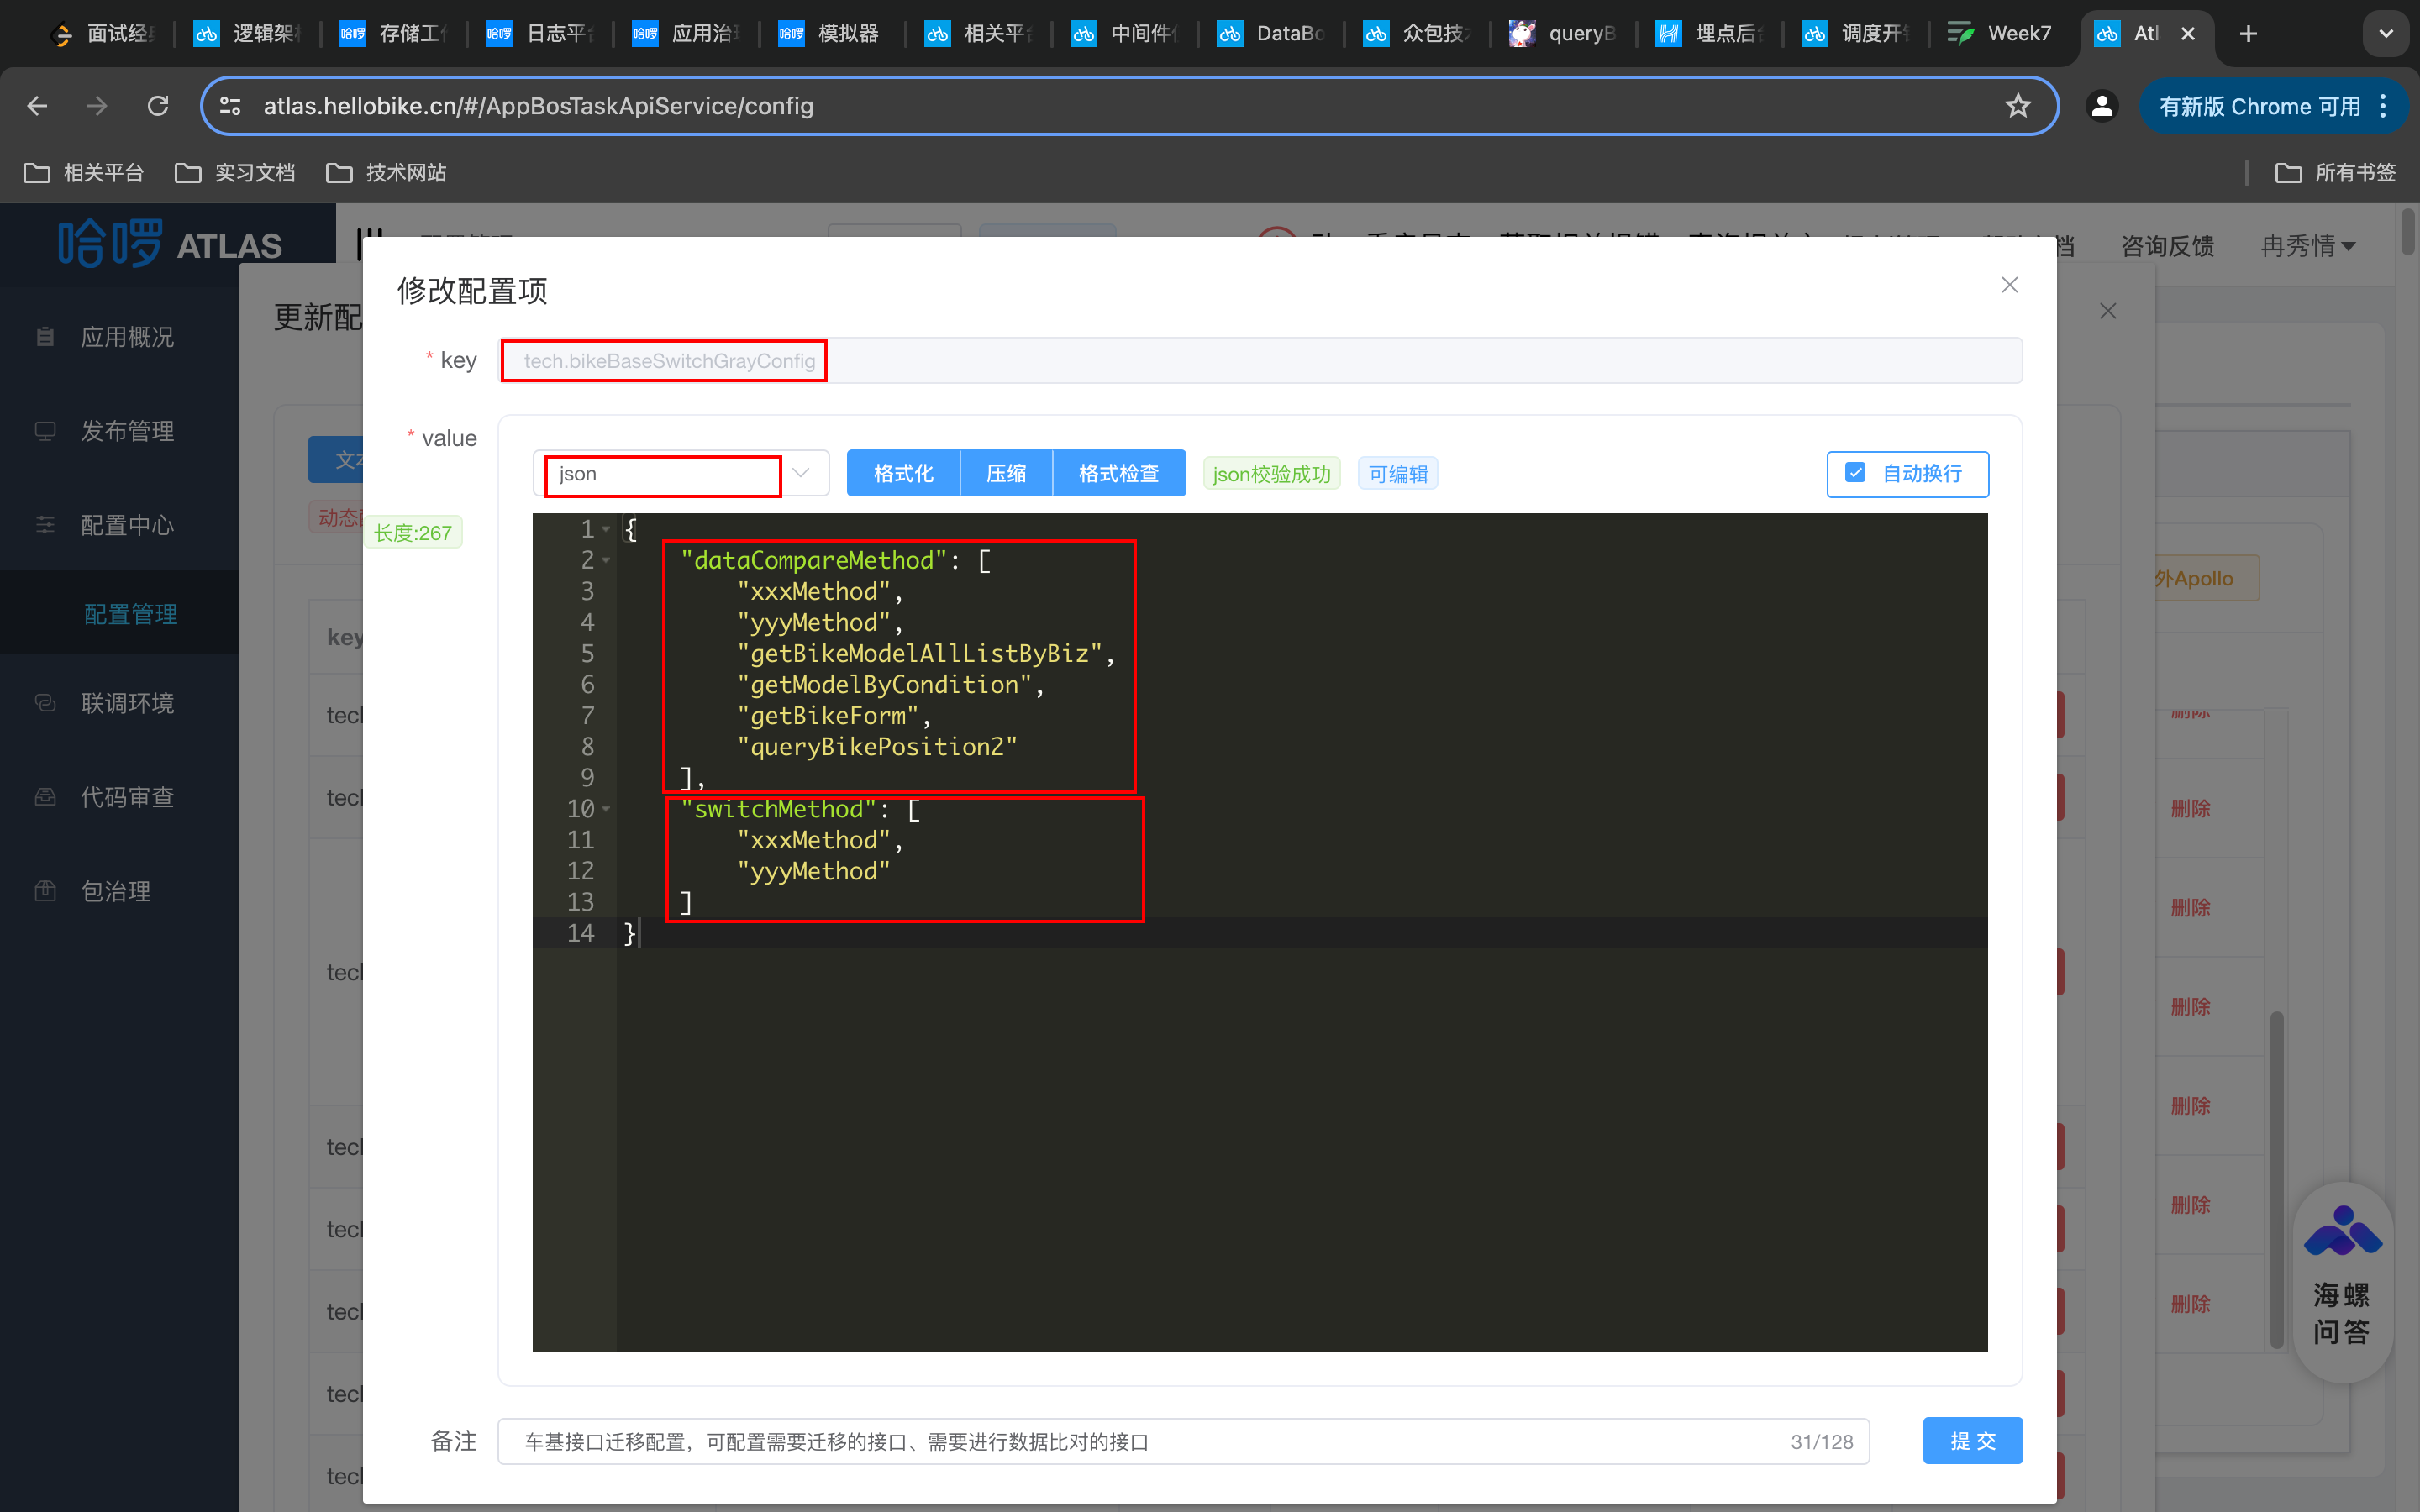 面试经
逻辑架
存储工
日志平
应用治
模拟器
相关平
中间件
DataBo
众包技
queryB
埋点后
调度开
Week7
Atl
atlas.hellobike.cn/#/AppBosTaskApiService/config
有新版 Chrome 可用
相关平台
实习文档
技术网站
所有书签
哈啰 ATLAS
咨询反馈
冉秀情
应用概况
发布管理
配置中心
配置管理
联调环境
代码审查
包治理
更新配
修改配置项
* key
tech.bikeBaseSwitchGrayConfig
* value
json
格式化
压缩
格式检查
json校验成功
可编辑
自动换行
长度:267
1 {
2 "dataCompareMethod": [
3 "xxxMethod",
4 "yyyMethod",
5 "getBikeModelAllListByBiz",
6 "getModelByCondition",
7 "getBikeForm",
8 "queryBikePosition2"
9 ],
10 "switchMethod": [
11 "xxxMethod",
12 "yyyMethod"
13 ]
14 }
备注
车基接口迁移配置，可配置需要迁移的接口、需要进行数据比对的接口
31/128
提 交
key
tech
tech
tech
tech
tech
tech
tech
tech
外Apollo
删除
删除
删除
删除
删除
删除
删除
海螺
问答